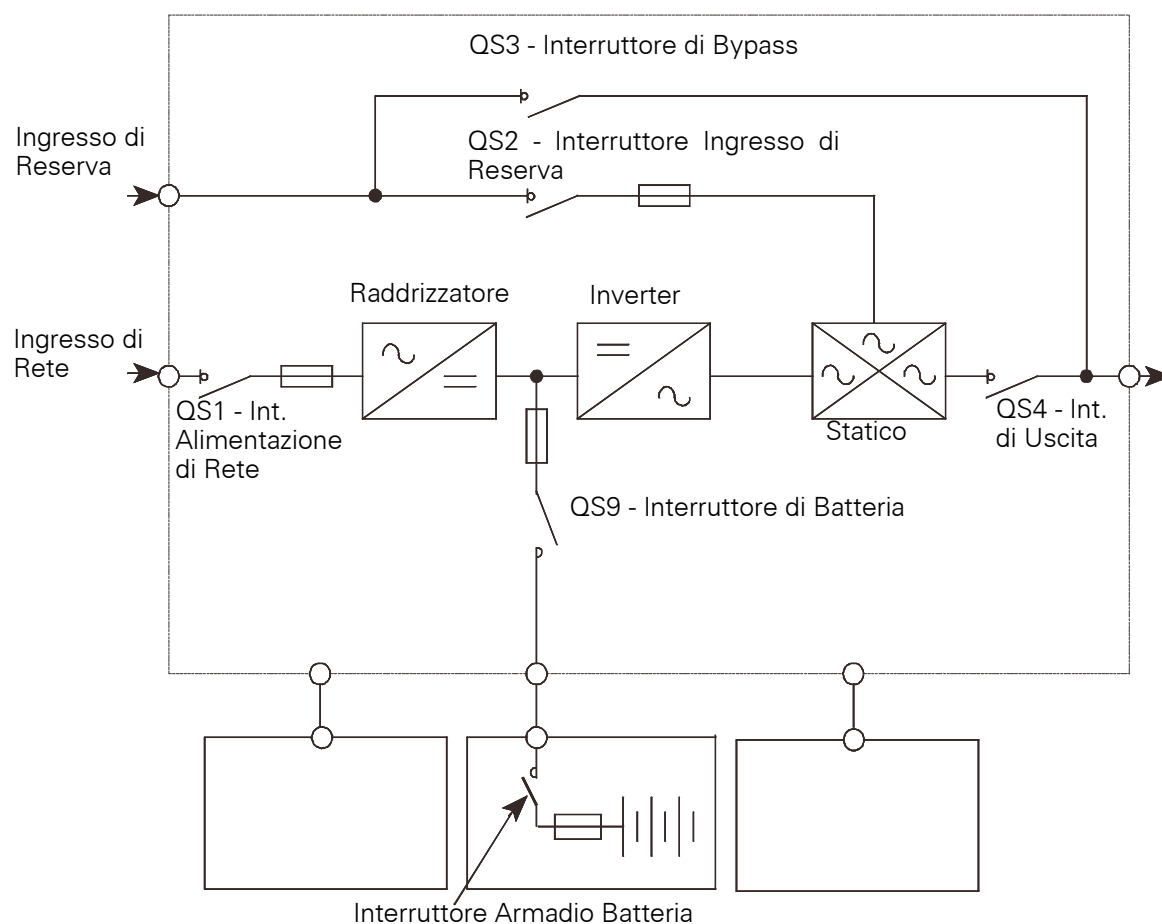 QS3 - Interruttore di Bypass
Ingresso di
Reserva
QS2 - Interruttore Ingresso di
Reserva
Raddrizzatore
Inverter
Ingresso di
Rete
QS1 - Int.
Alimentazione
di Rete
Statico
QS4 - Int.
di Uscita
QS9 - Interruttore di Batteria
Interruttore Armadio Batteria